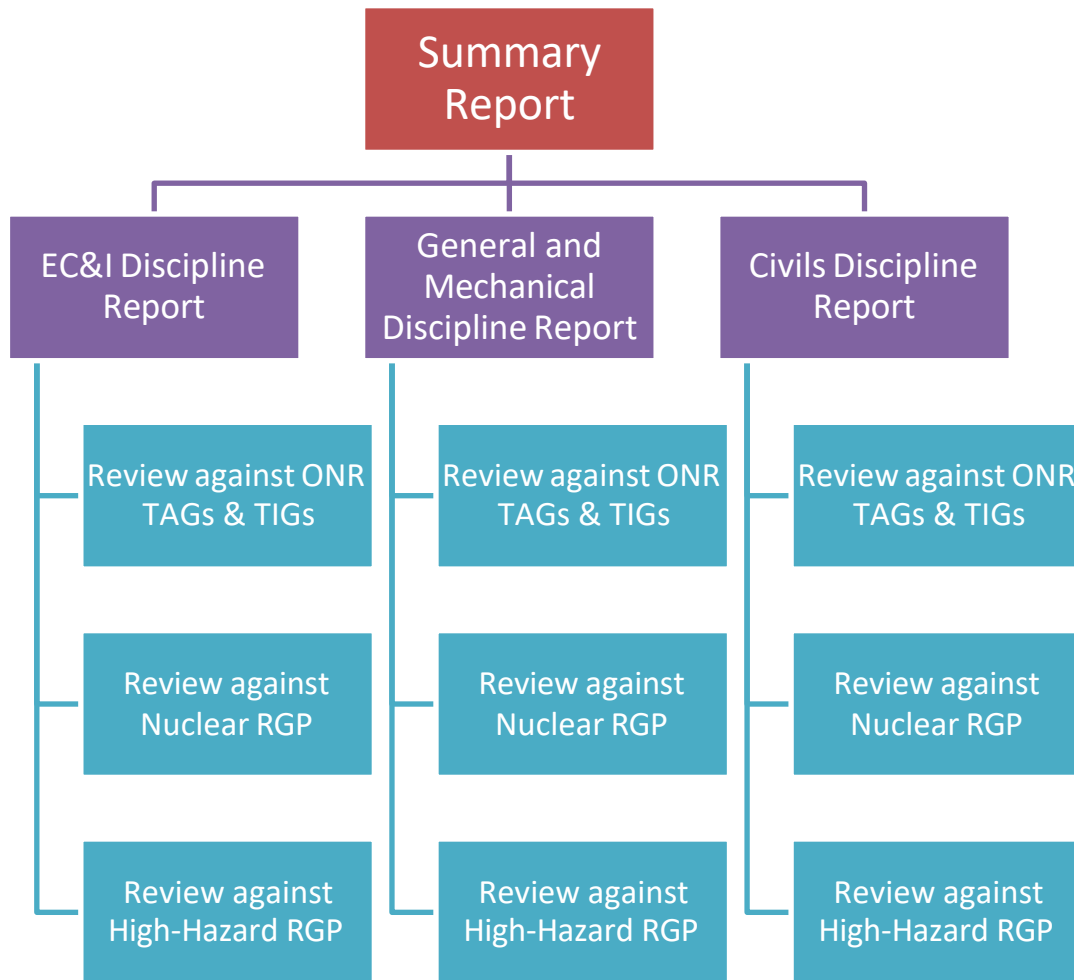 Summary
Report
EC&I Discipline
Report
General and
Mechanical
Discipline Report
Civils Discipline
Report
Review against ONR
TAGs & TIGs
Review against ONR
TAGs & TIGs
Review against ONR
TAGs & TIGs
Review against
Nuclear RGP
Review against
Nuclear RGP
Review against
Nuclear RGP
Review against
High-Hazard RGP
Review against
High-Hazard RGP
Review against
High-Hazard RGP